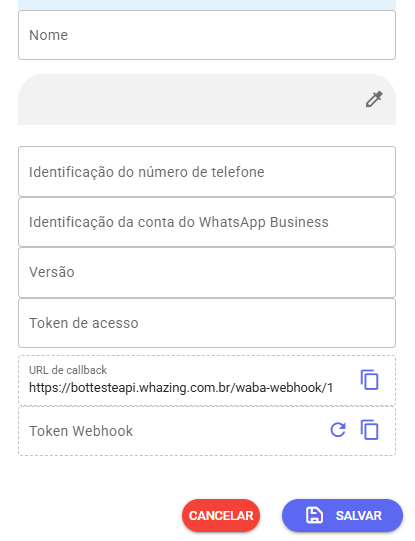 Nome
Identificação do número de telefone
Identificação da conta do WhatsApp Business
Versão
Token de acesso
URL de callback
https://bottesteapi.whazing.com.br/waba-webhook/1
Token Webhook
CANCELAR
SALVAR